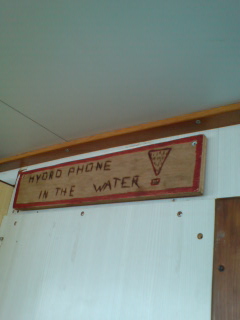 HYDRO PHONE
IN THE WATER